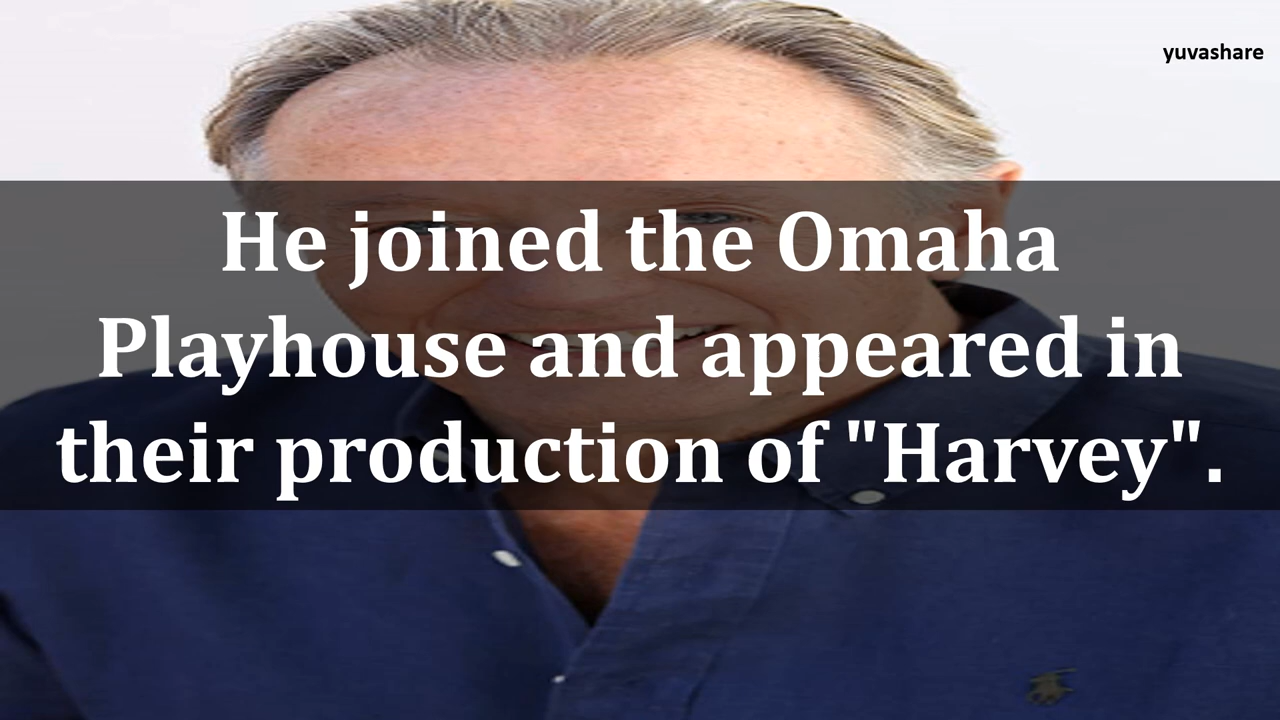 yuvashare
He joined the Omaha
Playhouse and appeared in
their production of "Harvey".